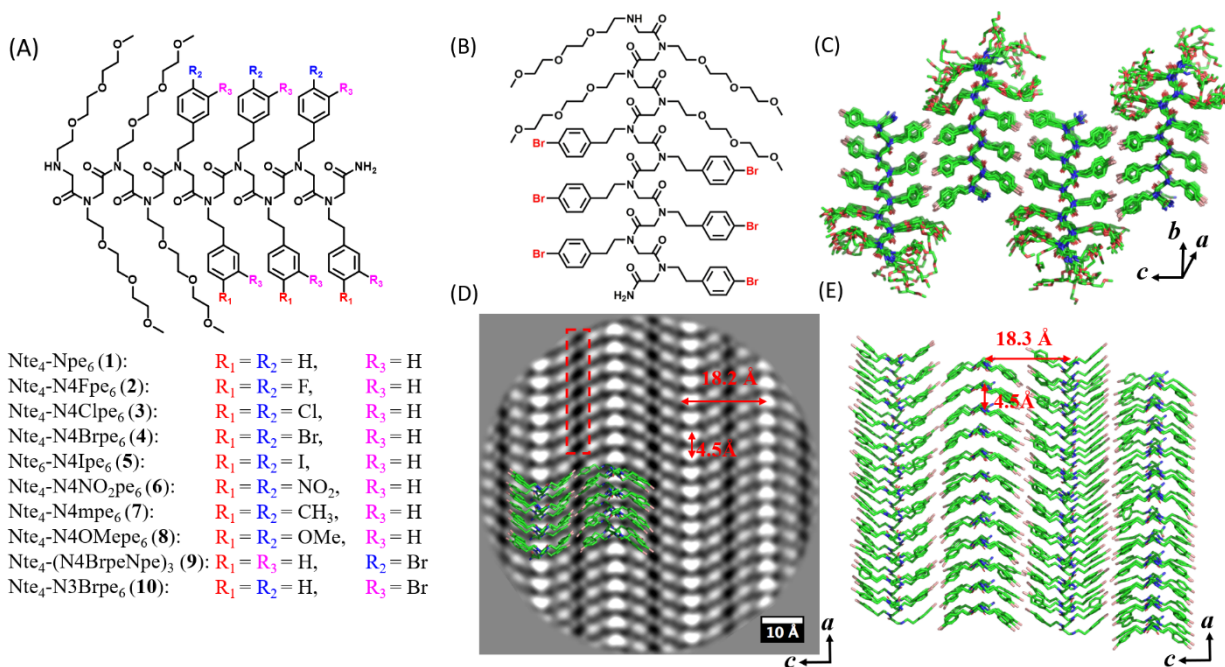 (A)
R₂ R₂ R₂
R₃ R₃ R₃
HN O N O N O N O N O NH₂
O N O N O N O N O N
R₃ R₃ R₃
R₁ R₁ R₁
Nte₄-Npe₆ (1): R₁ = R₂ = H, R₃ = H
Nte₄-N4Fpe₆ (2): R₁ = R₂ = F, R₃ = H
Nte₄-N4Clpe₆ (3): R₁ = R₂ = Cl, R₃ = H
Nte₄-N4Brpe₆ (4): R₁ = R₂ = Br, R₃ = H
Nte₆-N4Ipe₆ (5): R₁ = R₂ = I, R₃ = H
Nte₄-N4NO₂pe₆ (6): R₁ = R₂ = NO₂, R₃ = H
Nte₄-N4mpe₆ (7): R₁ = R₂ = CH₃, R₃ = H
Nte₄-N4OMepe₆ (8): R₁ = R₂ = OMe, R₃ = H
Nte₄-(N4BrpeNpe)₃ (9): R₁ = R₃ = H, R₂ = Br
Nte₄-N3Brpe₆ (10): R₁ = R₂ = H, R₃ = Br
(B)
HN
Br
Br
Br
Br
Br
Br
H₂N
(C)
b
a
c
(D)
18.2 Å
4.5Å
10 Å
a
c
(E)
18.3 Å
4.5Å
a
c